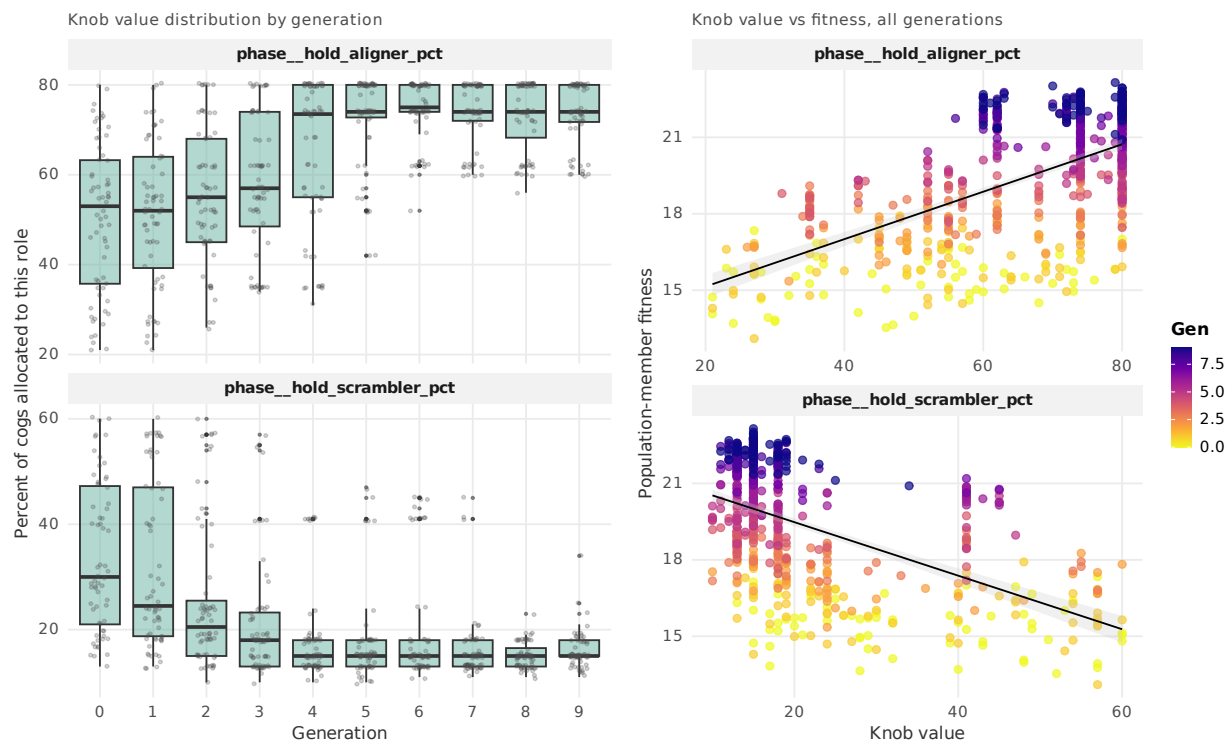 Knob value distribution by generation
phase__hold_aligner_pct
80
60
40
20
phase__hold_scrambler_pct
60
40
20
0 1 2 3 4 5 6 7 8 9
Generation
Percent of cogs allocated to this role
Knob value vs fitness, all generations
phase__hold_aligner_pct
21
18
15
20 40 60 80
phase__hold_scrambler_pct
21
18
15
20 40 60
Knob value
Population-member fitness
Gen
7.5
5.0
2.5
0.0